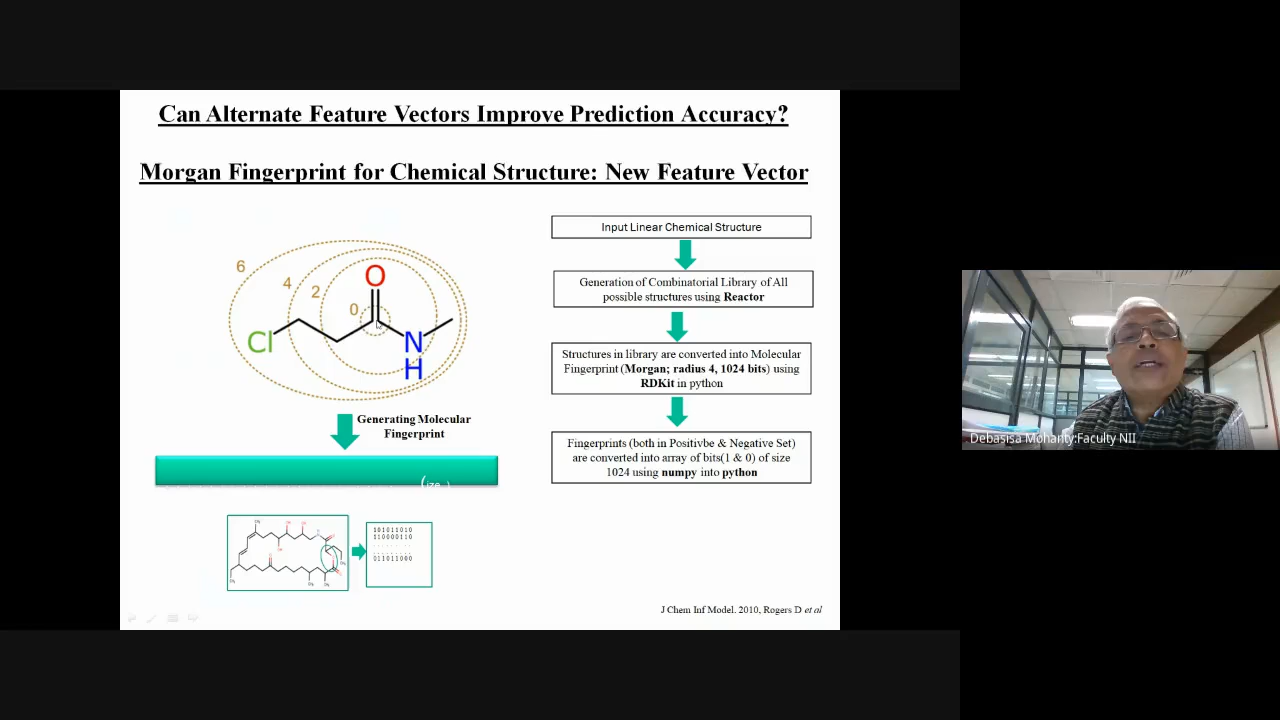 Can Alternate Feature Vectors Improve Prediction Accuracy?
Morgan Fingerprint for Chemical Structure: New Feature Vector
6
4
2
0
O
Cl
N
H
Generating Molecular
Fingerprint
Input Linear Chemical Structure
Generation of Combinatorial Library of All
possible structures using Reactor
Structures in library are converted into Molecular
Fingerprint (Morgan; radius 4, 1024 bits) using
RDKit in python
Fingerprints (both in Positivbe & Negative Set)
are converted into array of bits(1 & 0) of size
1024 using numpy into python
101011010
110000110
011011000
J Chem Inf Model. 2010, Rogers D et al
Debasisa Mohanty:Faculty NII